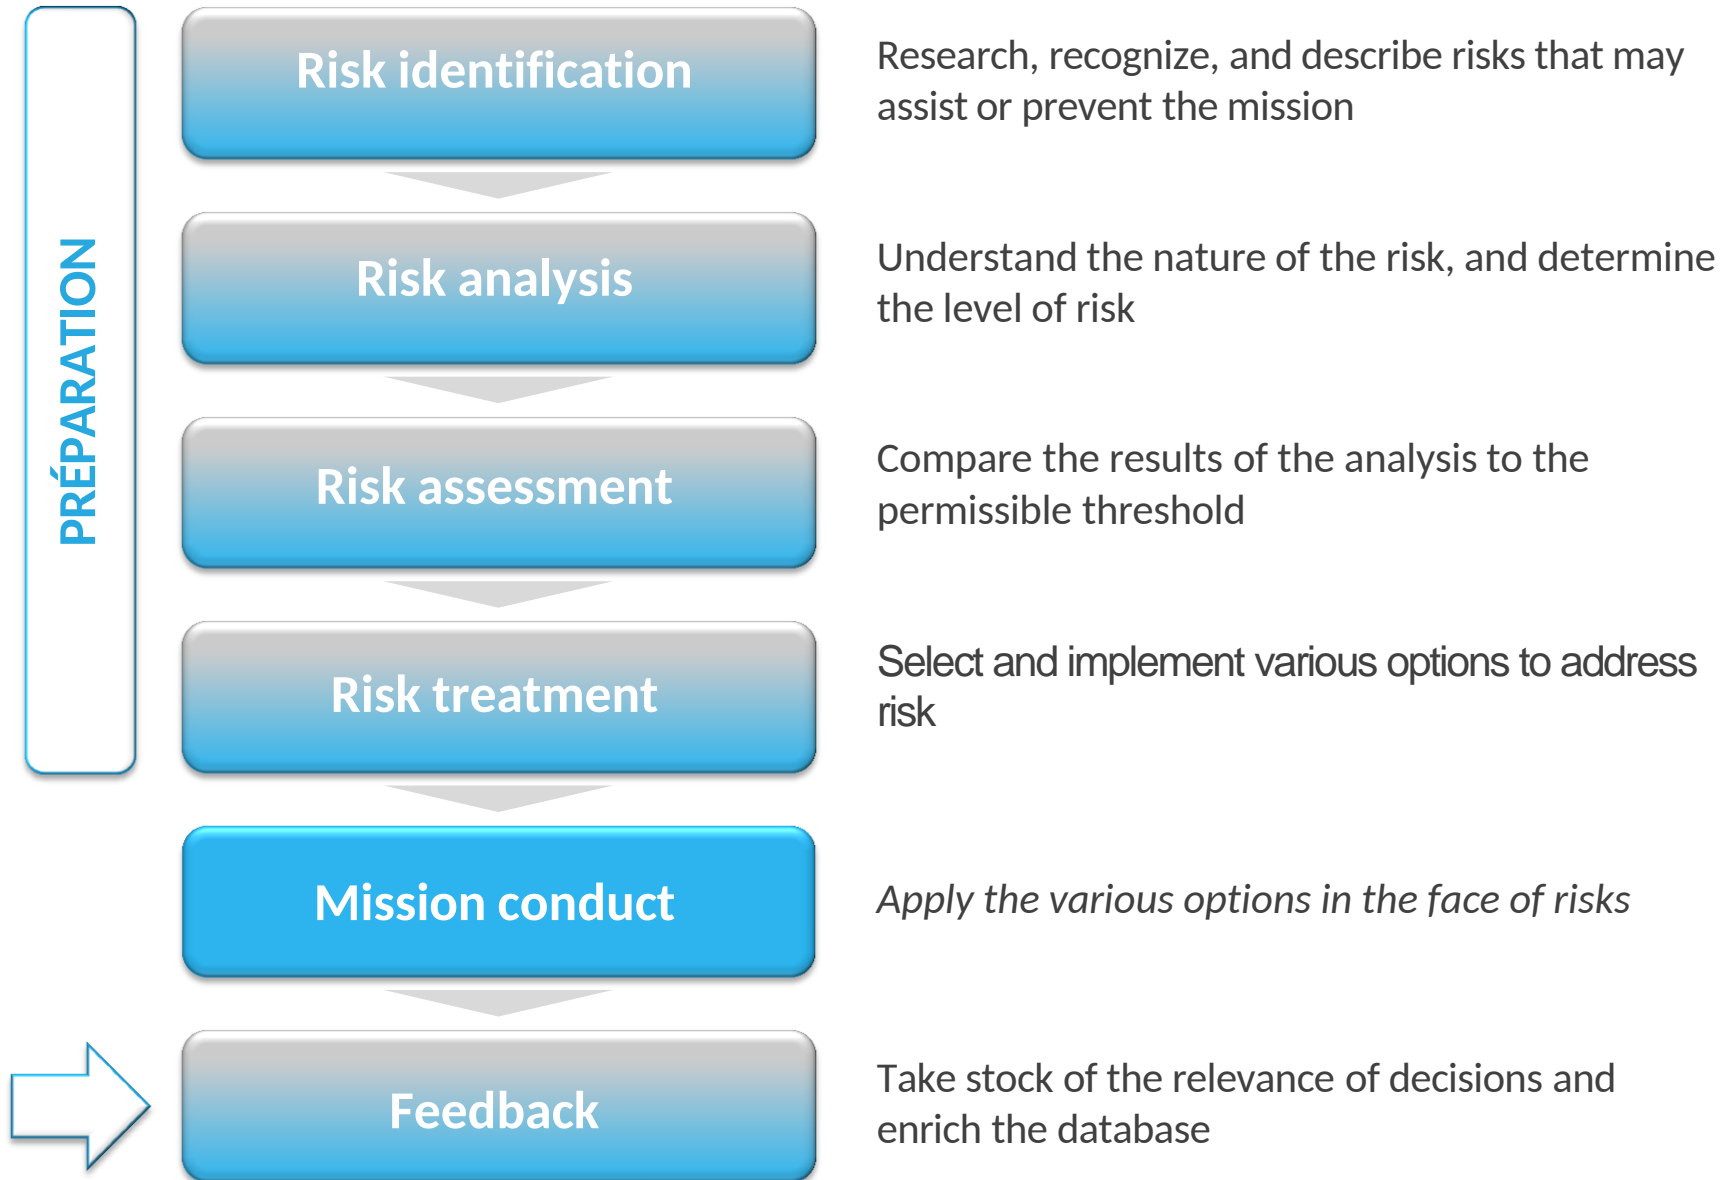 PRÉPARATION
Risk identification
Research, recognize, and describe risks that may
assist or prevent the mission
Risk analysis
Understand the nature of the risk, and determine
the level of risk
Risk assessment
Compare the results of the analysis to the
permissible threshold
Risk treatment
Select and implement various options to address
risk
Mission conduct
Apply the various options in the face of risks
Feedback
Take stock of the relevance of decisions and
enrich the database